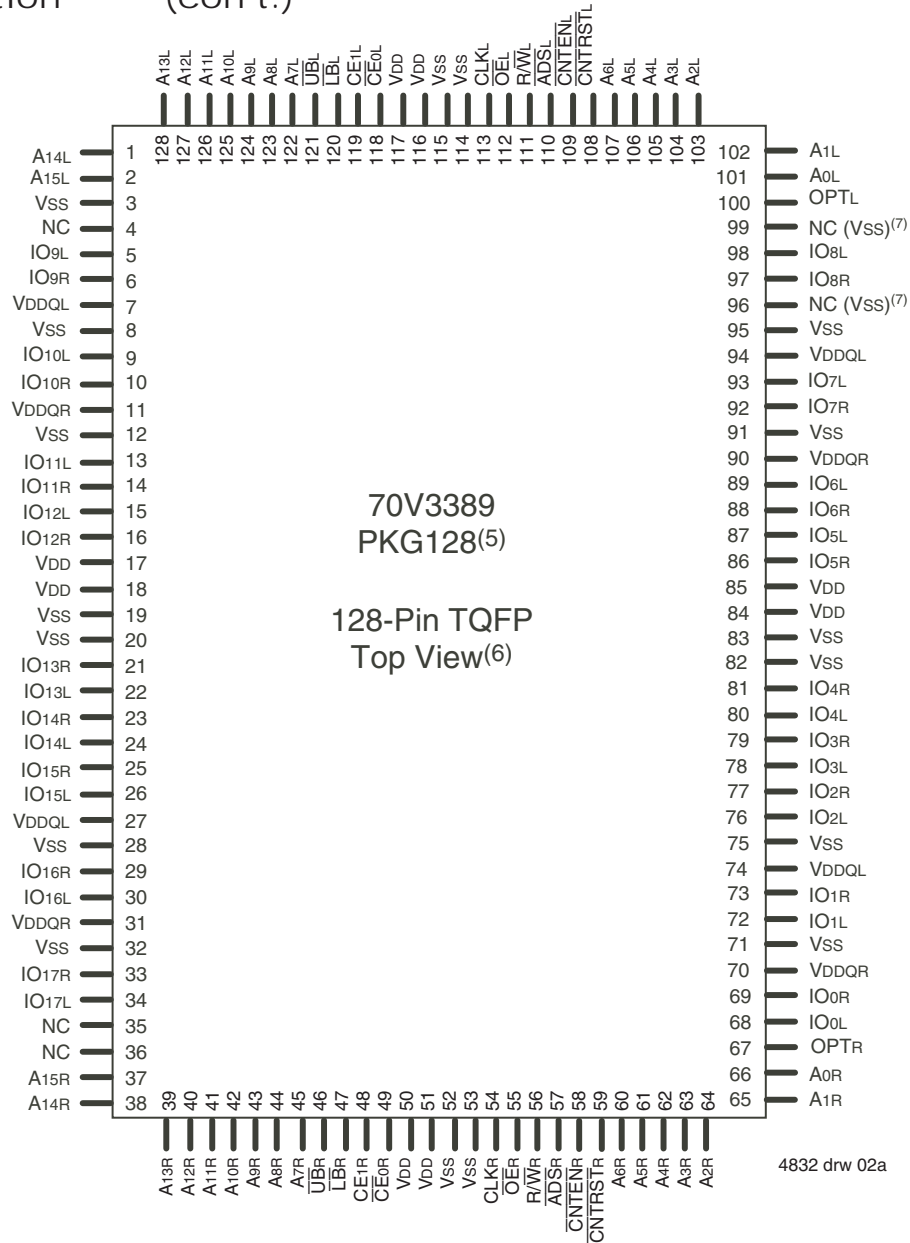 (con't.)
A13L A12L A11L A10L A9L A8L A7L UBL LBL CE1L CE0L VDD VDD VSS VSS CLKL OEL R/WL ADSL CNTENL CNTRSTL A6L A5L A4L A3L A2L
128 127 126 125 124 123 122 121 120 119 118 117 116 115 114 113 112 111 110 109 108 107 106 105 104 103
A14L 1
A15L 2
VSS 3
NC 4
IO9L 5
IO9R 6
VDDQL 7
VSS 8
IO10L 9
IO10R 10
VDDQR 11
VSS 12
IO11L 13
IO11R 14
IO12L 15
IO12R 16
VDD 17
VDD 18
VSS 19
VSS 20
IO13R 21
IO13L 22
IO14R 23
IO14L 24
IO15R 25
IO15L 26
VDDQL 27
VSS 28
IO16R 29
IO16L 30
VDDQR 31
VSS 32
IO17R 33
IO17L 34
NC 35
NC 36
A15R 37
A14R 38
70V3389
PKG128(5)
128-Pin TQFP
Top View(6)
102 A1L
101 A0L
100 OPTL
99 NC (VSS)(7)
98 IO8L
97 IO8R
96 NC (VSS)(7)
95 VSS
94 VDDQL
93 IO7L
92 IO7R
91 VSS
90 VDDQR
89 IO6L
88 IO6R
87 IO5L
86 IO5R
85 VDD
84 VDD
83 VSS
82 VSS
81 IO4R
80 IO4L
79 IO3R
78 IO3L
77 IO2R
76 IO2L
75 VSS
74 VDDQL
73 IO1R
72 IO1L
71 VSS
70 VDDQR
69 IO0R
68 IO0L
67 OPTR
66 A0R
65 A1R
39 40 41 42 43 44 45 46 47 48 49 50 51 52 53 54 55 56 57 58 59 60 61 62 63 64
A13R A12R A11R A10R A9R A8R A7R UBR LBR CE1R CE0R VDD VDD VSS VSS CLKR OER R/WR ADSR CNTENR CNTRSTR A6R A5R A4R A3R A2R
4832 drw 02a